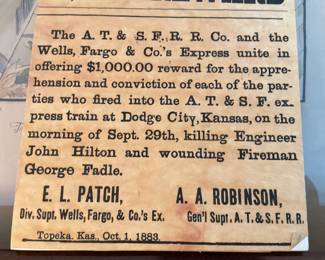 The A. T. & S. F. R. R. Co. and the
Wells, Fargo & Co.'s Express unite in
offering $1,000.00 reward for the appre-
hension and conviction of each of the par-
ties who fired into the A. T. & S. F. ex-
press train at Dodge City, Kansas, on the
morning of Sept. 29th, killing Engineer
John Hilton and wounding Fireman
George Fadle.
E. L. PATCH, A. A. ROBINSON,
Div. Supt. Wells, Fargo, & Co.'s Ex. Gen'l Supt. A. T. & S. F. R. R.
Topeka, Kas., Oct. 1, 1883.